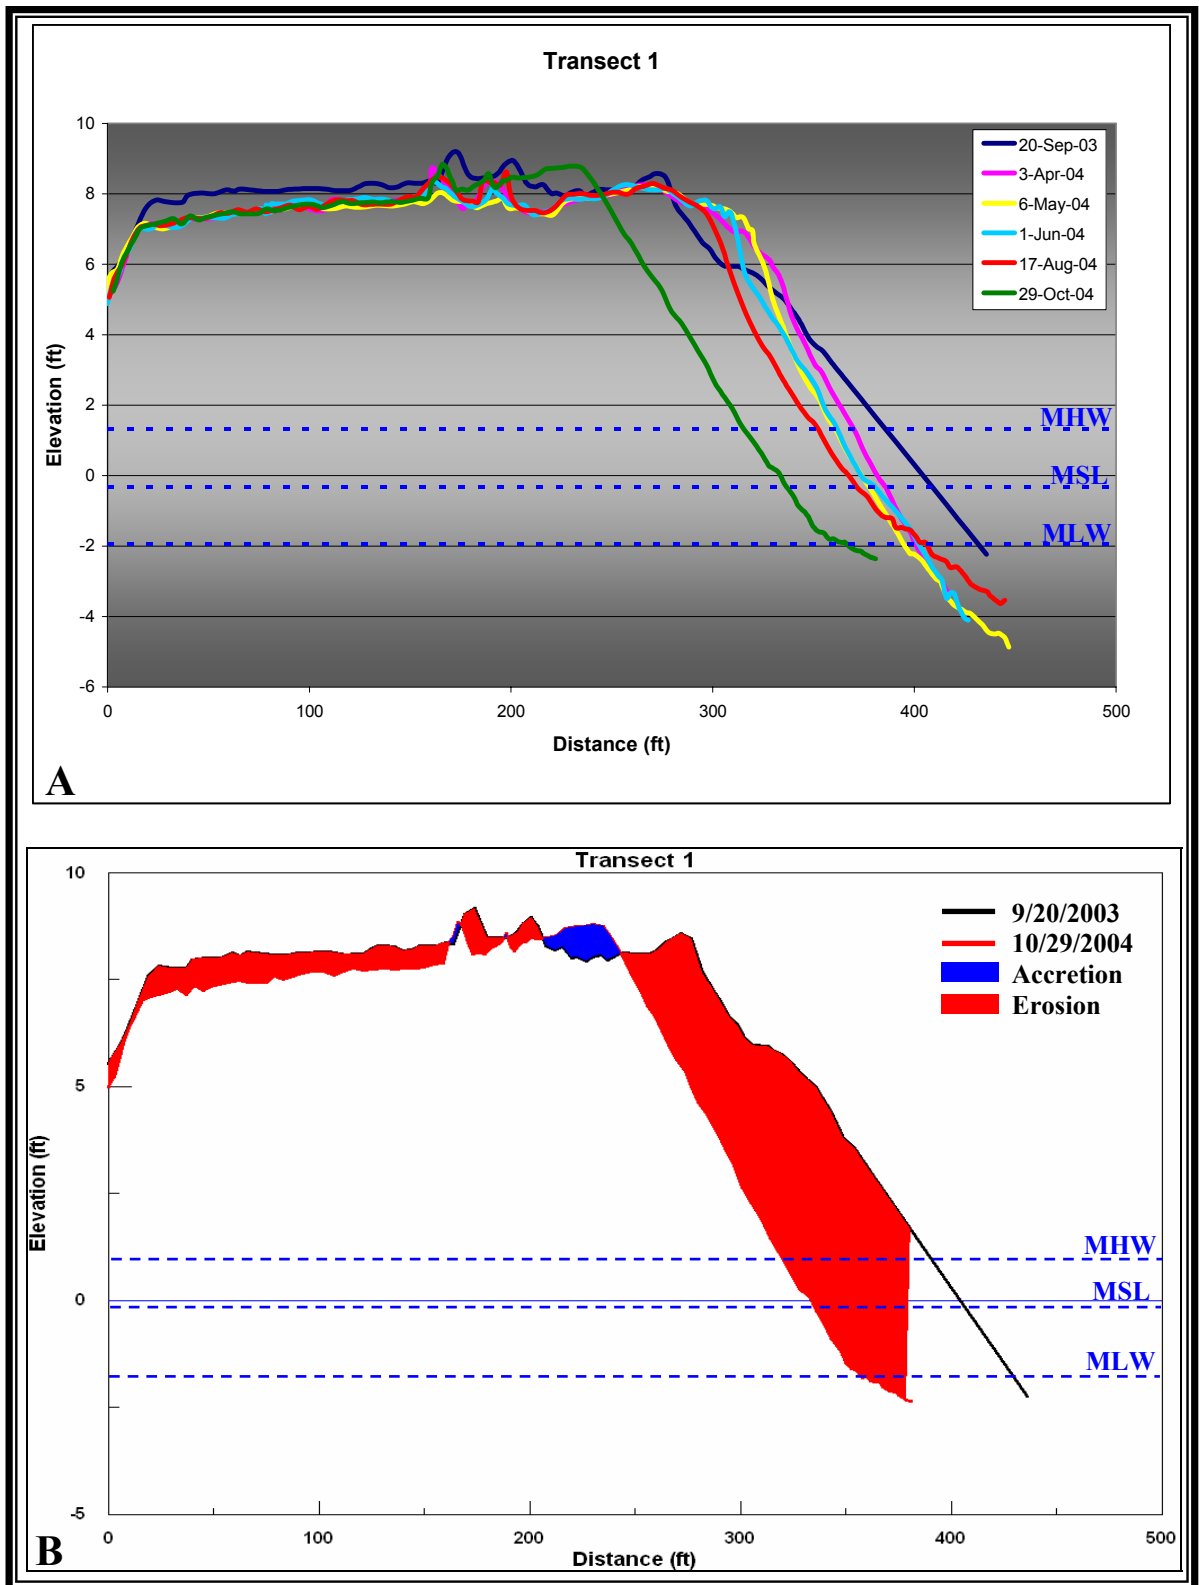 Transect 1
10
8
6
4
2
0
-2
-4
-6
Elevation (ft)
20-Sep-03
3-Apr-04
6-May-04
1-Jun-04
17-Aug-04
29-Oct-04
MHW
MSL
MLW
0 100 200 300 400 500
Distance (ft)
A
Transect 1
10
5
0
-5
Elevation (ft)
9/20/2003
10/29/2004
Accretion
Erosion
MHW
MSL
MLW
0 100 200 300 400 500
Distance (ft)
B